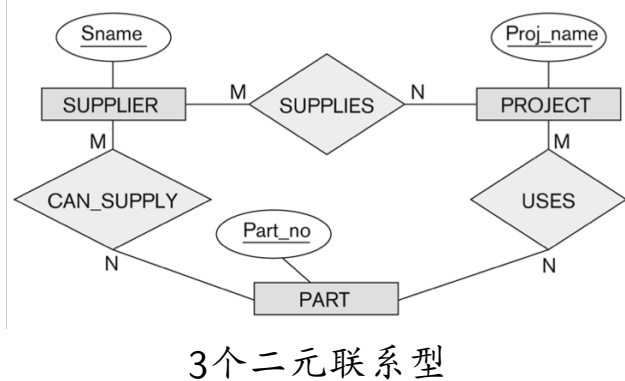 Sname
Proj_name
M
N
SUPPLIER
SUPPLIES
PROJECT
M
M
CAN_SUPPLY
USES
Part_no
N
N
PART
3个二元联系型